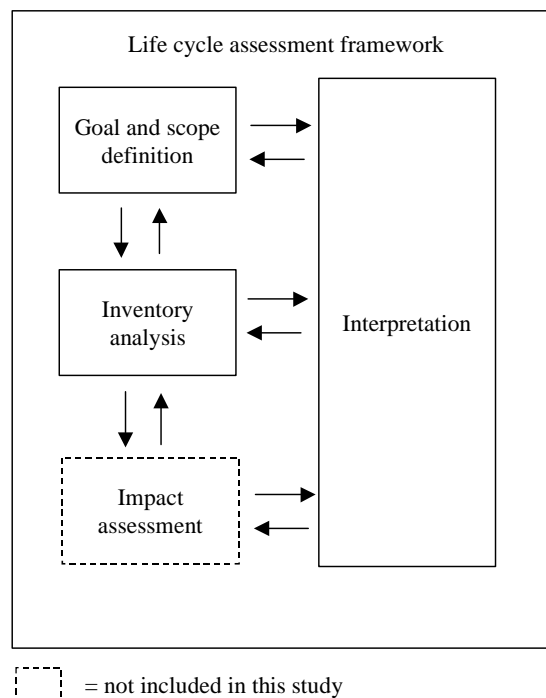 Life cycle assessment framework
Goal and scope
definition
Inventory
analysis
Interpretation
Impact
assessment
= not included in this study